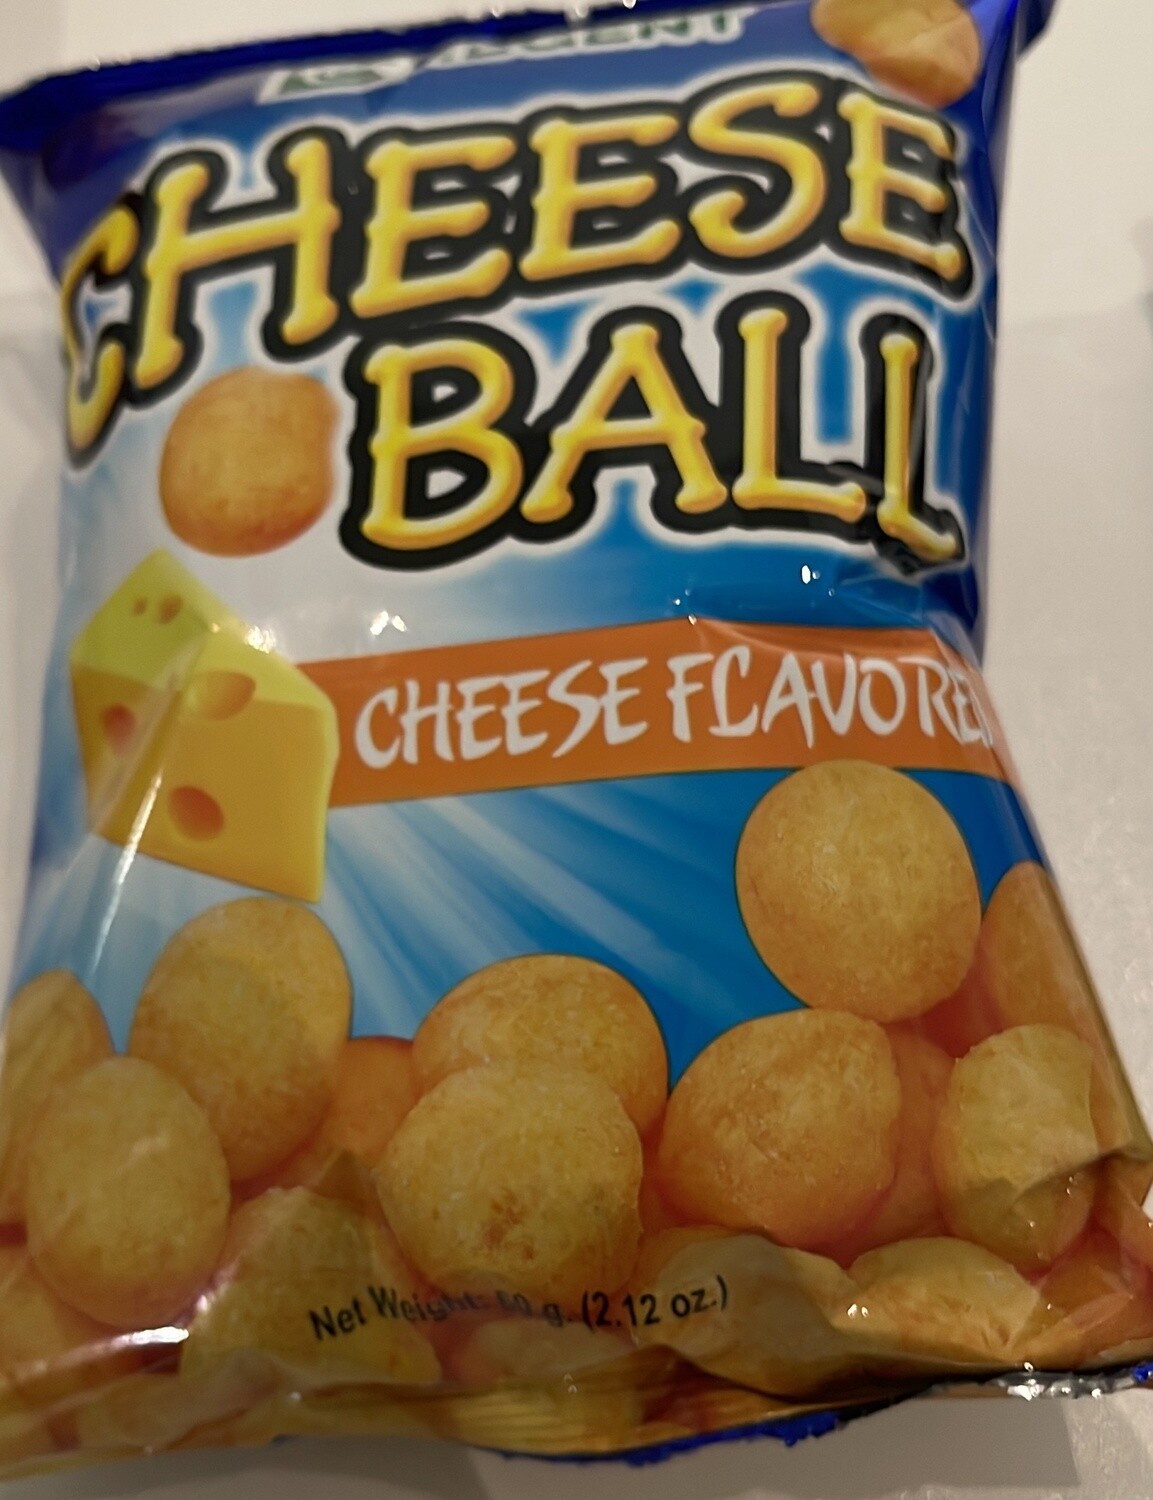 CHEESE
BALL
CHEESE FLAVORED
Net Weight: 60 g. (2.12 oz.)